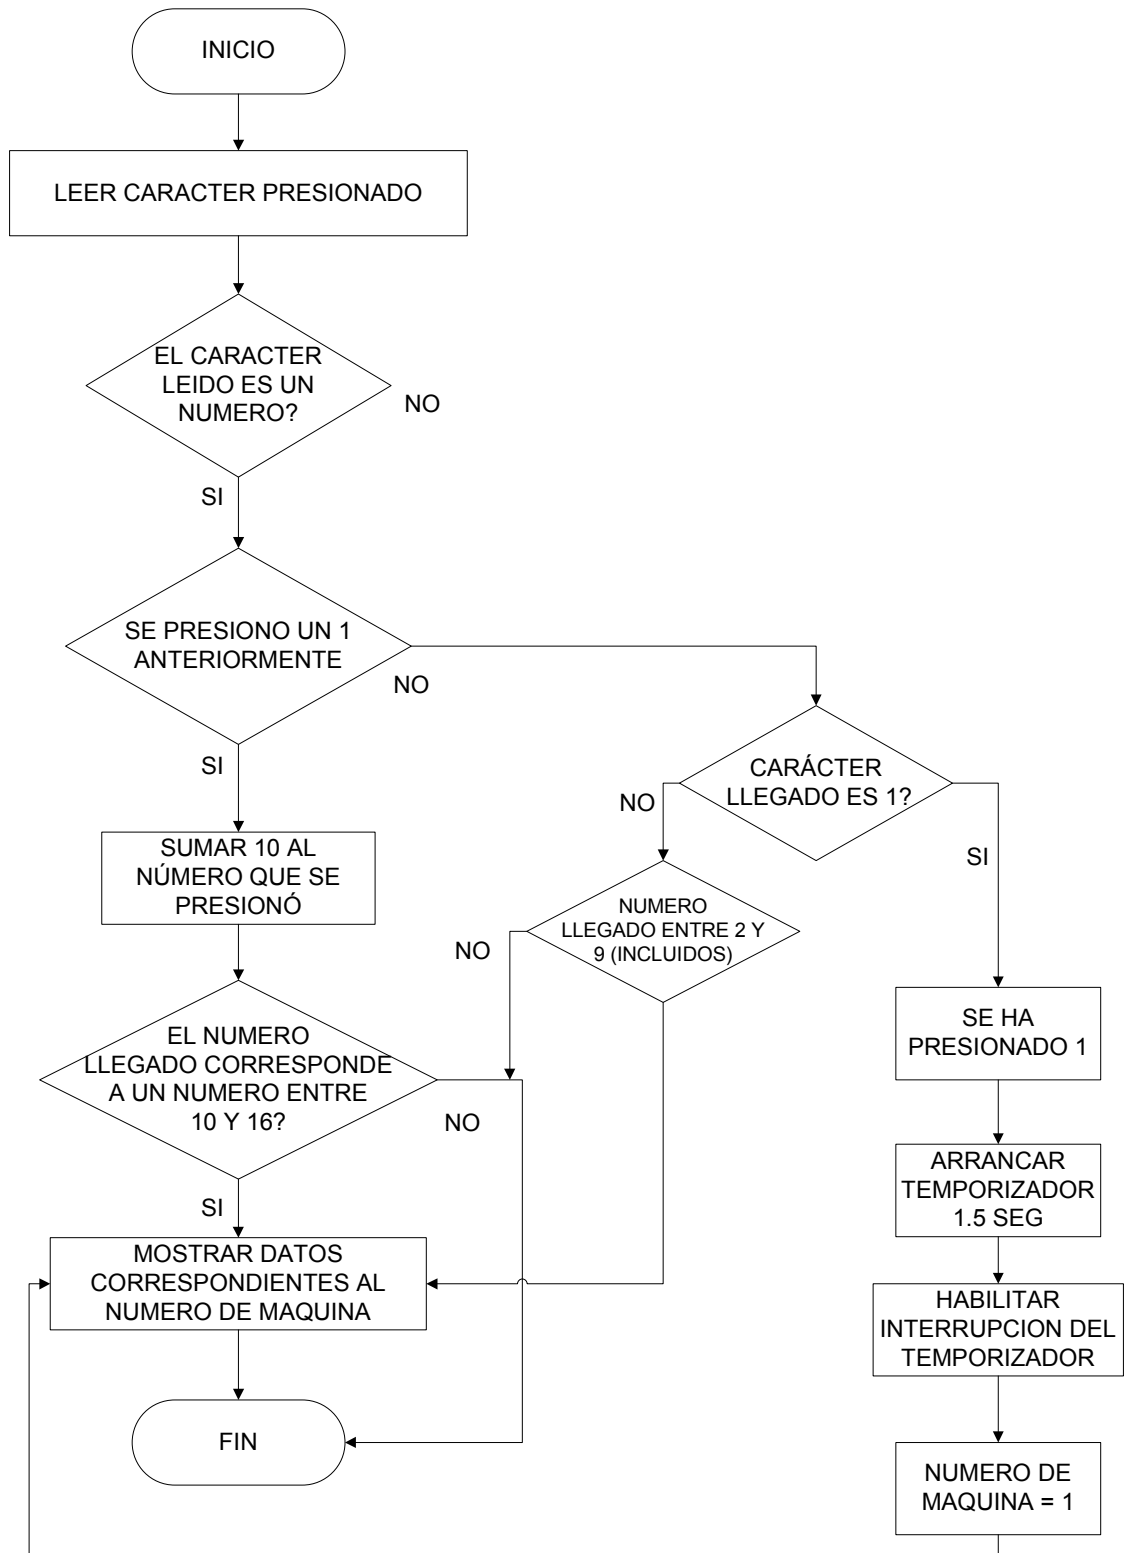 INICIO
LEER CARACTER PRESIONADO
EL CARACTER
LEIDO ES UN
NUMERO?
NO
SI
SE PRESIONO UN 1
ANTERIORMENTE
NO
SI
CARÁCTER
LLEGADO ES 1?
NO
SI
SUMAR 10 AL
NÚMERO QUE SE
PRESIONÓ
NUMERO
LLEGADO ENTRE 2 Y
9 (INCLUIDOS)
NO
EL NUMERO
LLEGADO CORRESPONDE
A UN NUMERO ENTRE
10 Y 16?
NO
SI
SE HA
PRESIONADO 1
ARRANCAR
TEMPORIZADOR
1.5 SEG
MOSTRAR DATOS
CORRESPONDIENTES AL
NUMERO DE MAQUINA
HABILITAR
INTERRUPCION DEL
TEMPORIZADOR
FIN
NUMERO DE
MAQUINA = 1